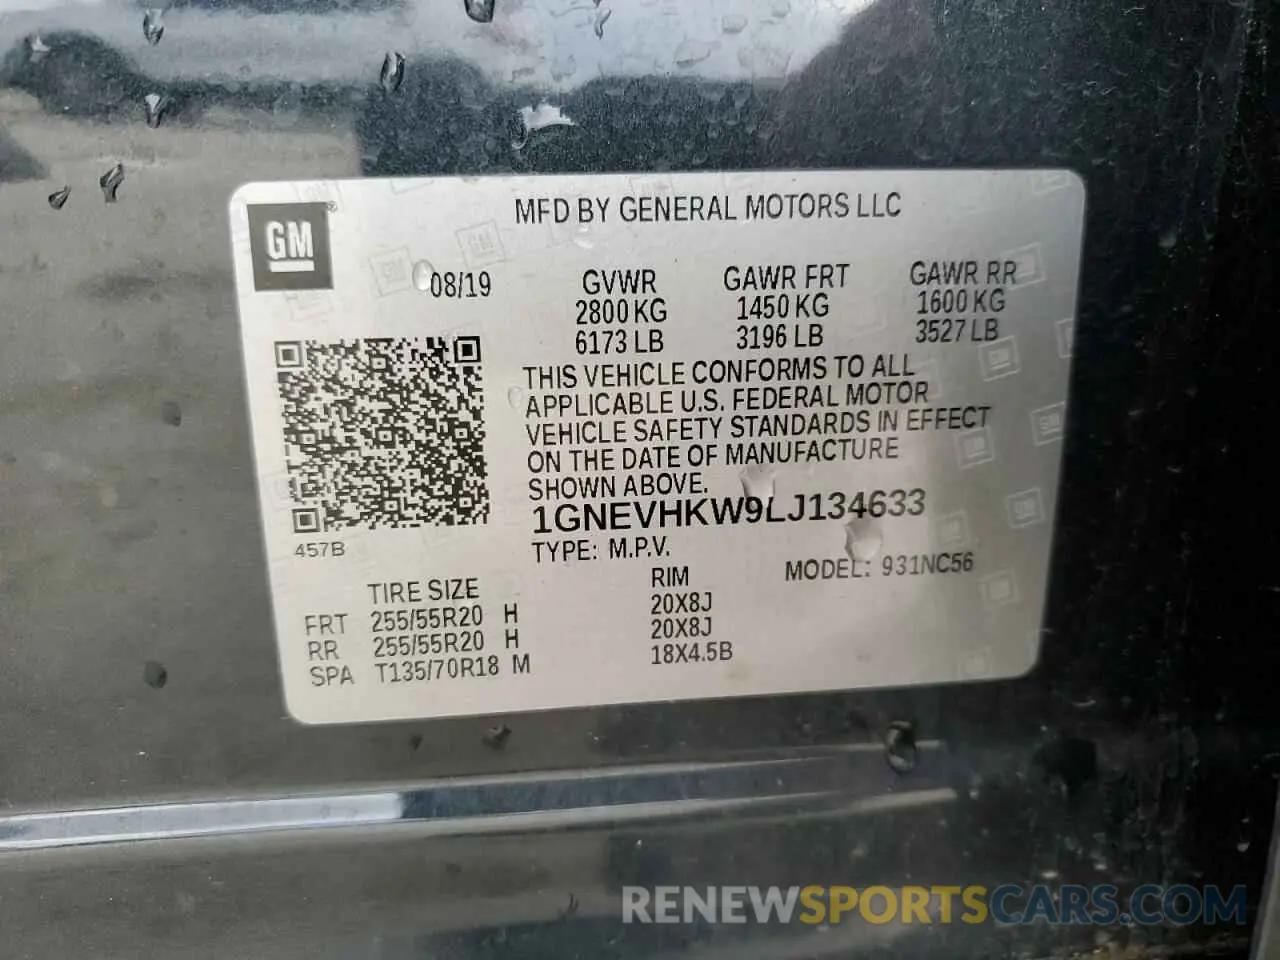 MFD BY GENERAL MOTORS LLC
GM ®
08/19 GVWR GAWR FRT GAWR RR
2800 KG 1450 KG 1600 KG
6173 LB 3196 LB 3527 LB
THIS VEHICLE CONFORMS TO ALL
APPLICABLE U.S. FEDERAL MOTOR
VEHICLE SAFETY STANDARDS IN EFFECT
ON THE DATE OF MANUFACTURE
SHOWN ABOVE.
1GNEVHKW9LJ134633
457B
TYPE: M.P.V.
MODEL: 931NC56
TIRE SIZE RIM
FRT 255/55R20 H 20X8J
RR 255/55R20 H 20X8J
SPA T135/70R18 M 18X4.5B
RENEWSPORTSCARS.COM